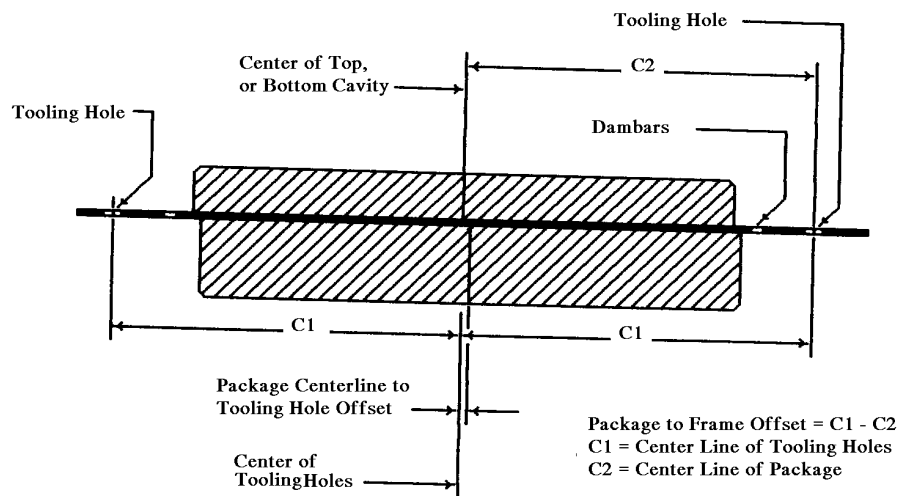 Tooling Hole
Center of Top,
or Bottom Cavity
C2
Tooling Hole
Dambars
C1
C1
Package Centerline to
Tooling Hole Offset
Center of
ToolingHoles
Package to Frame Offset = C1 - C2
C1 = Center Line of Tooling Holes
C2 = Center Line of Package